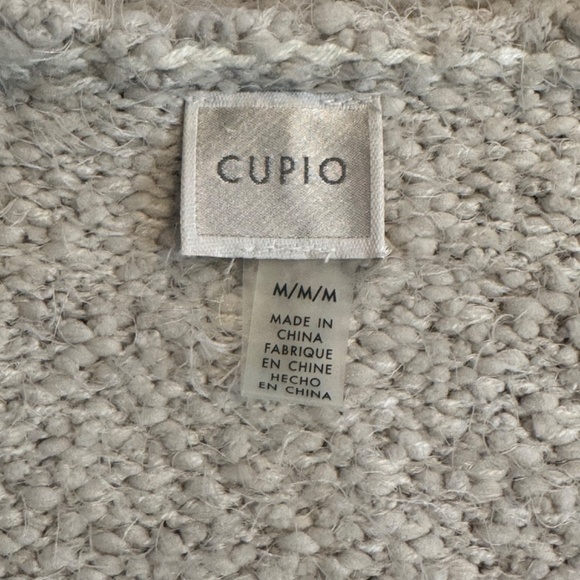 CUPIO
M/M/M
MADE IN
CHINA
FABRIQUE
EN CHINE
HECHO
EN CHINA